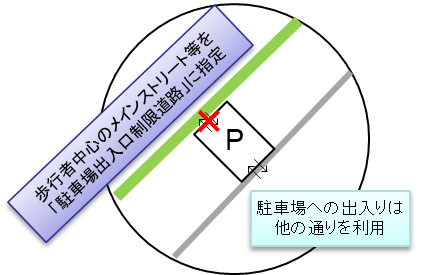 歩行者中心のメインストリート等を
「駐車場出入口制限道路」に指定
P
駐車場への出入りは
他の通りを利用